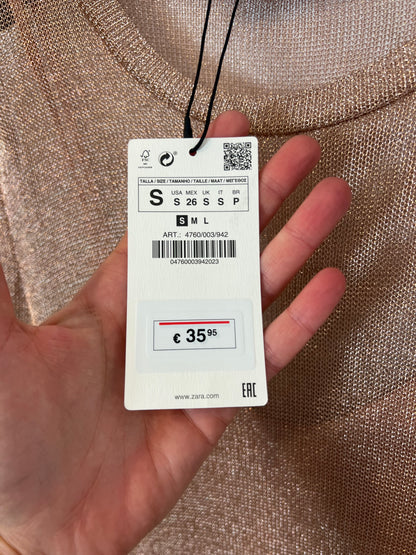 TALLA / SIZE / TAMANHO / TAILLE / MAAT / ΜΕΓΕΘΟΣ
S USA S MEX 26 UK S IT S BR P
S M L
ART.: 4760/003/942
04760003942023
€ 35 95
www.zara.com
EAC